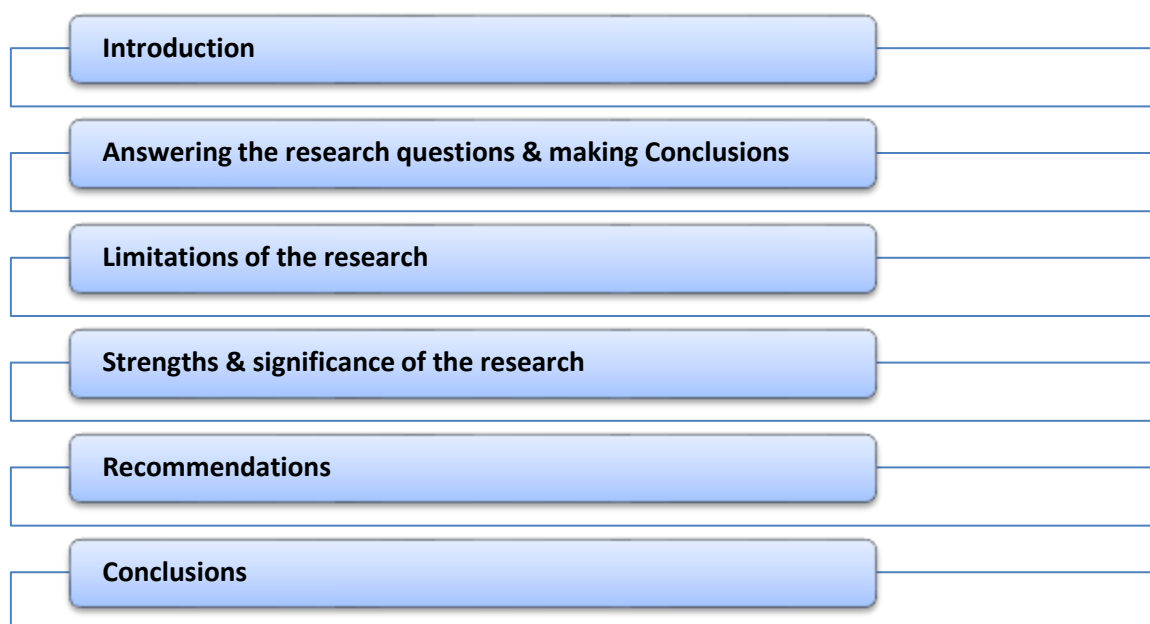 Introduction
Answering the research questions & making Conclusions
Limitations of the research
Strengths & significance of the research
Recommendations
Conclusions